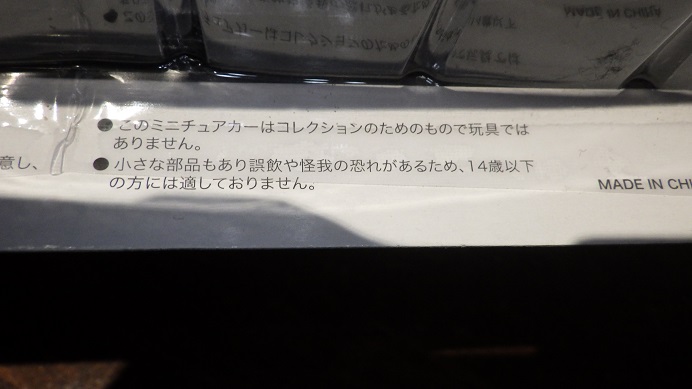 ●このミニチュアカーはコレクションのためのもので玩具では
ありません。
意し、
●小さな部品もあり誤飲や怪我の恐れがあるため、14歳以下
の方には適しておりません。
MADE IN CHI